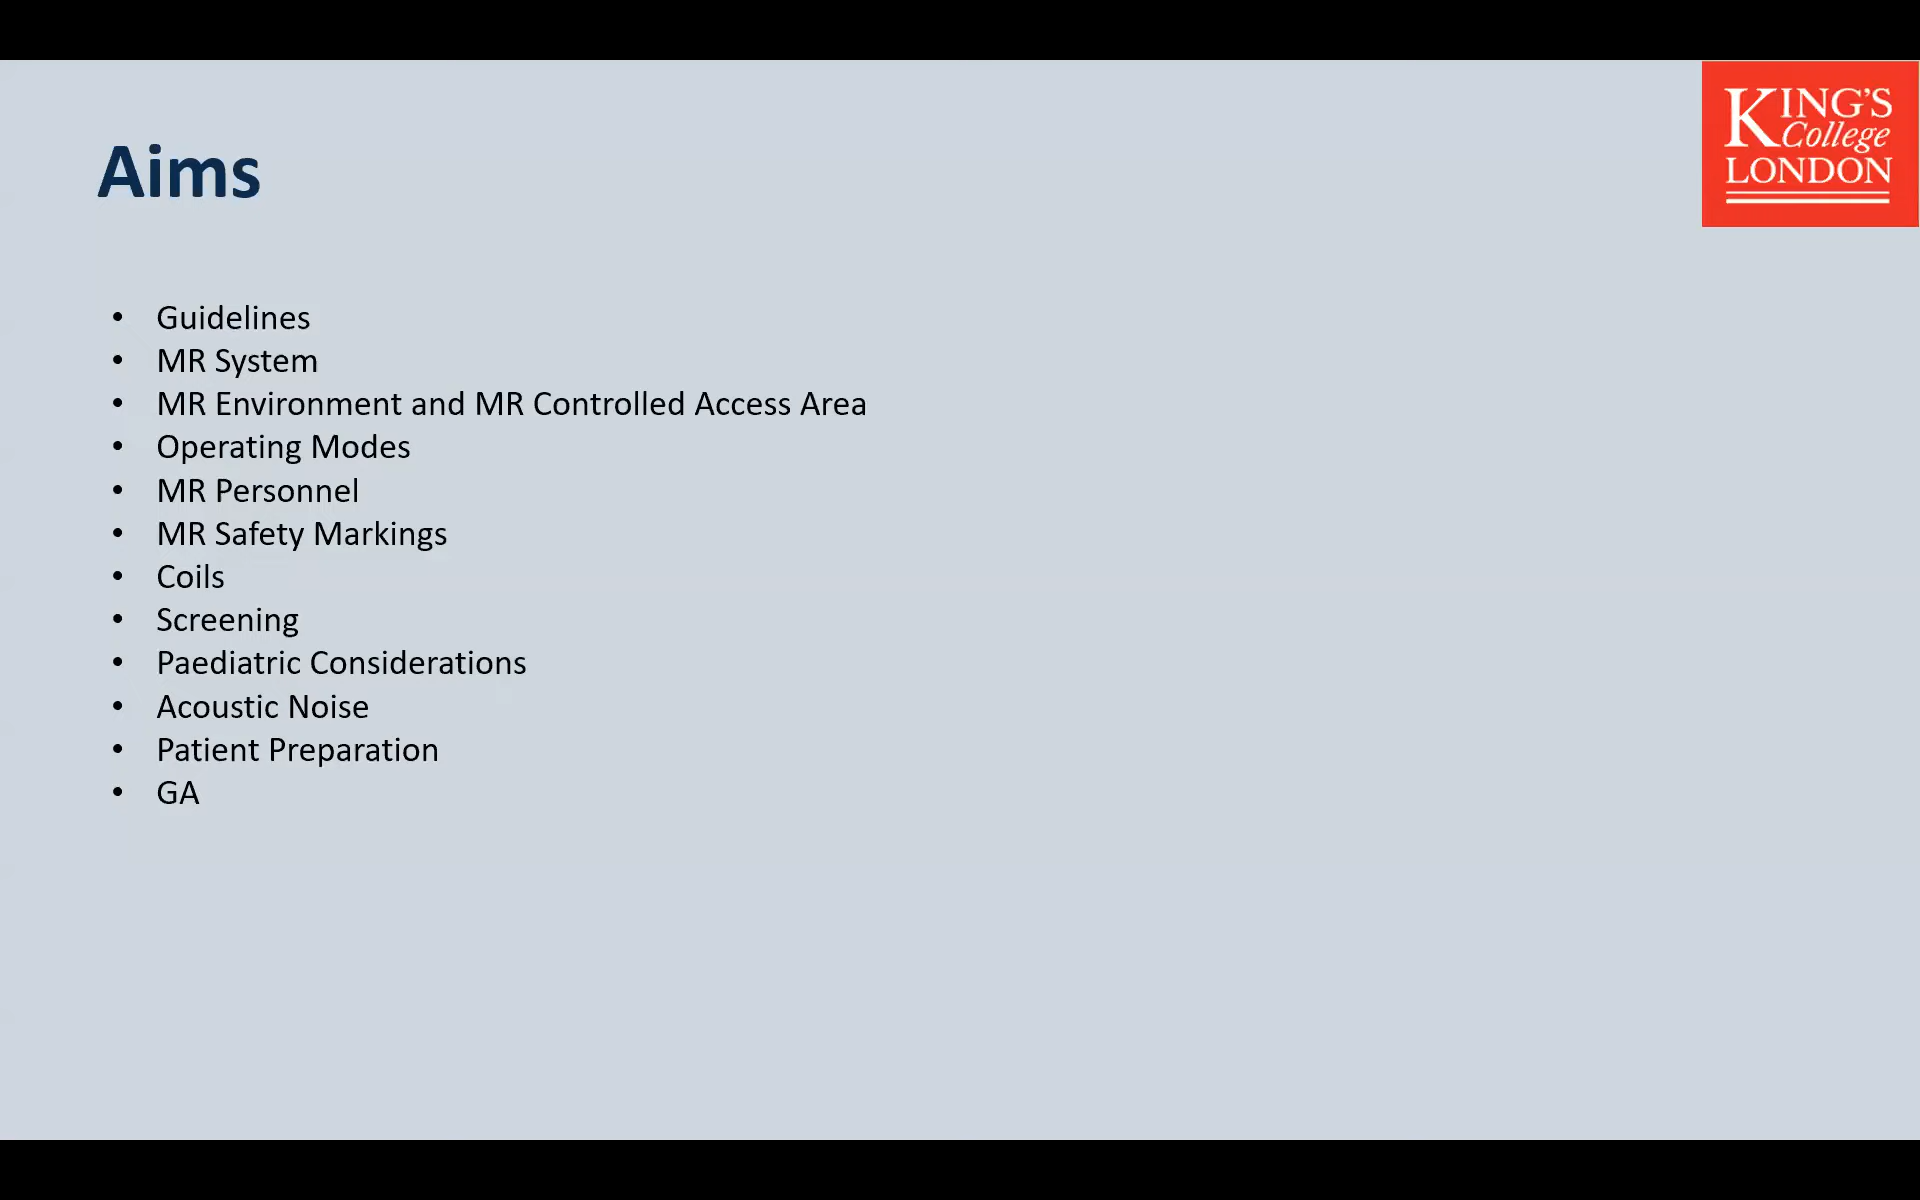 KING'S
College
LONDON
Aims
• Guidelines
• MR System
• MR Environment and MR Controlled Access Area
• Operating Modes
• MR Personnel
• MR Safety Markings
• Coils
• Screening
• Paediatric Considerations
• Acoustic Noise
• Patient Preparation
• GA